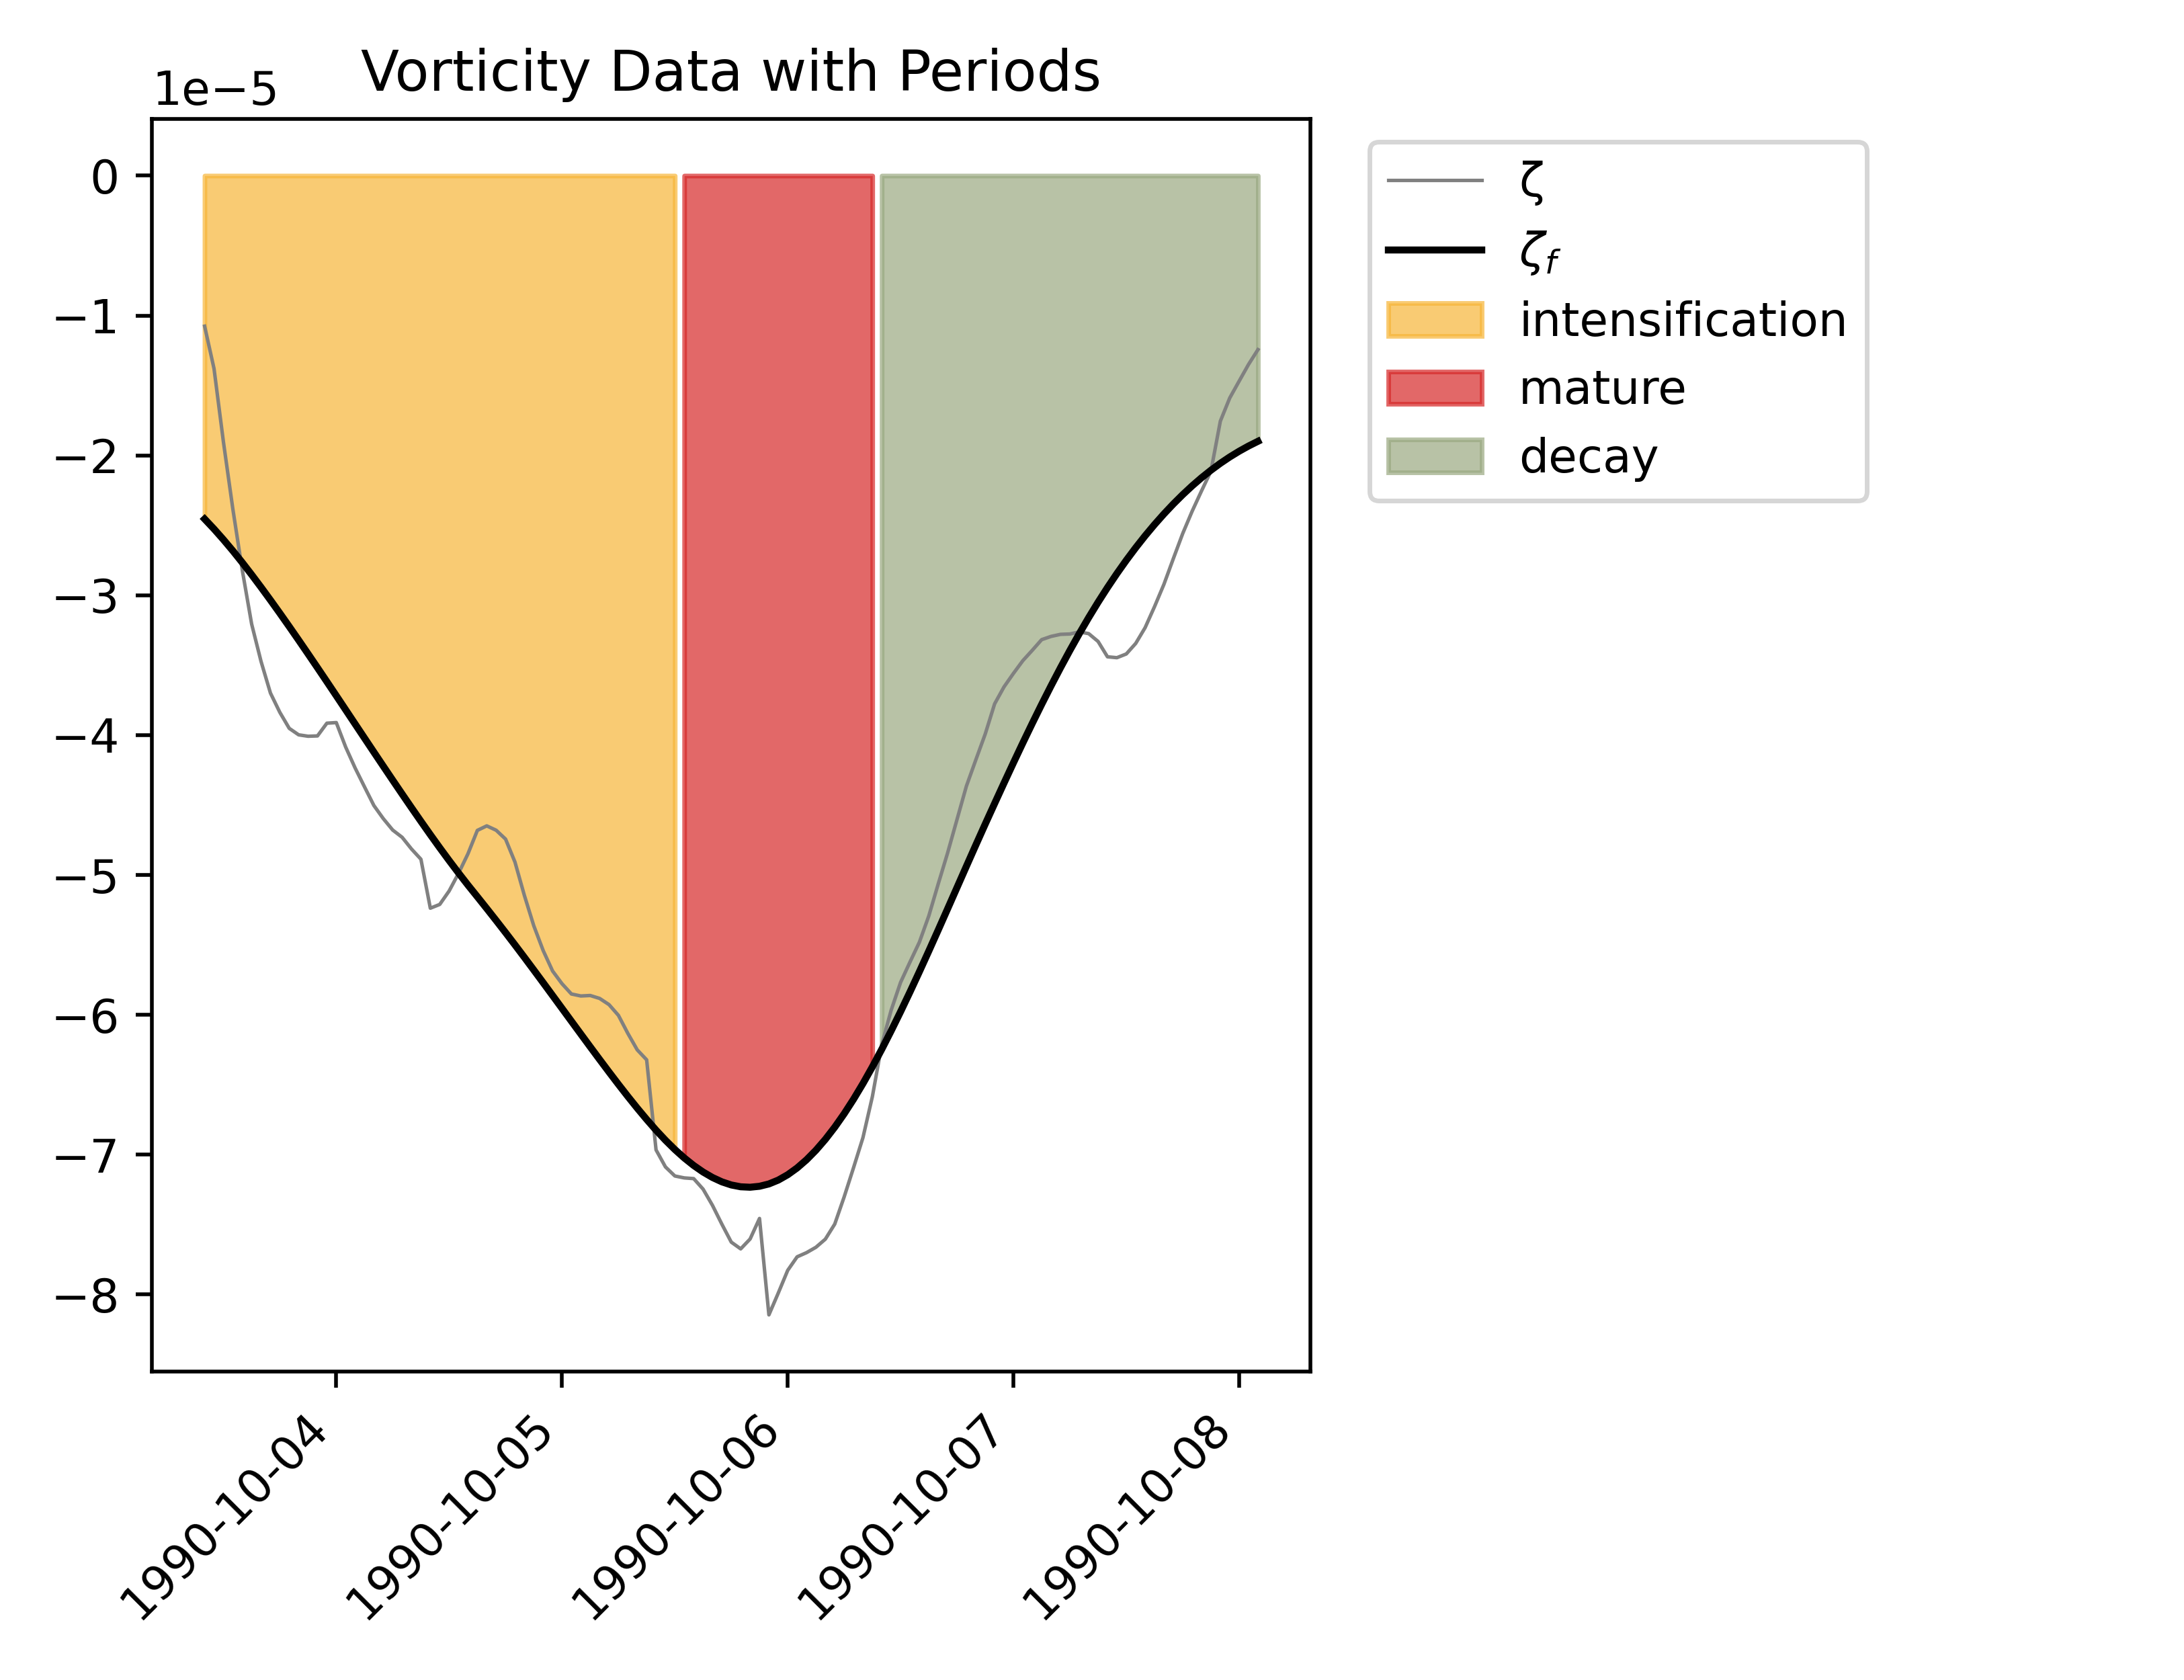 Vorticity Data with Periods
1e−5
0
−1
−2
−3
−4
−5
−6
−7
−8
1990-10-04
1990-10-05
1990-10-06
1990-10-07
1990-10-08
ζ
ζf
intensification
mature
decay